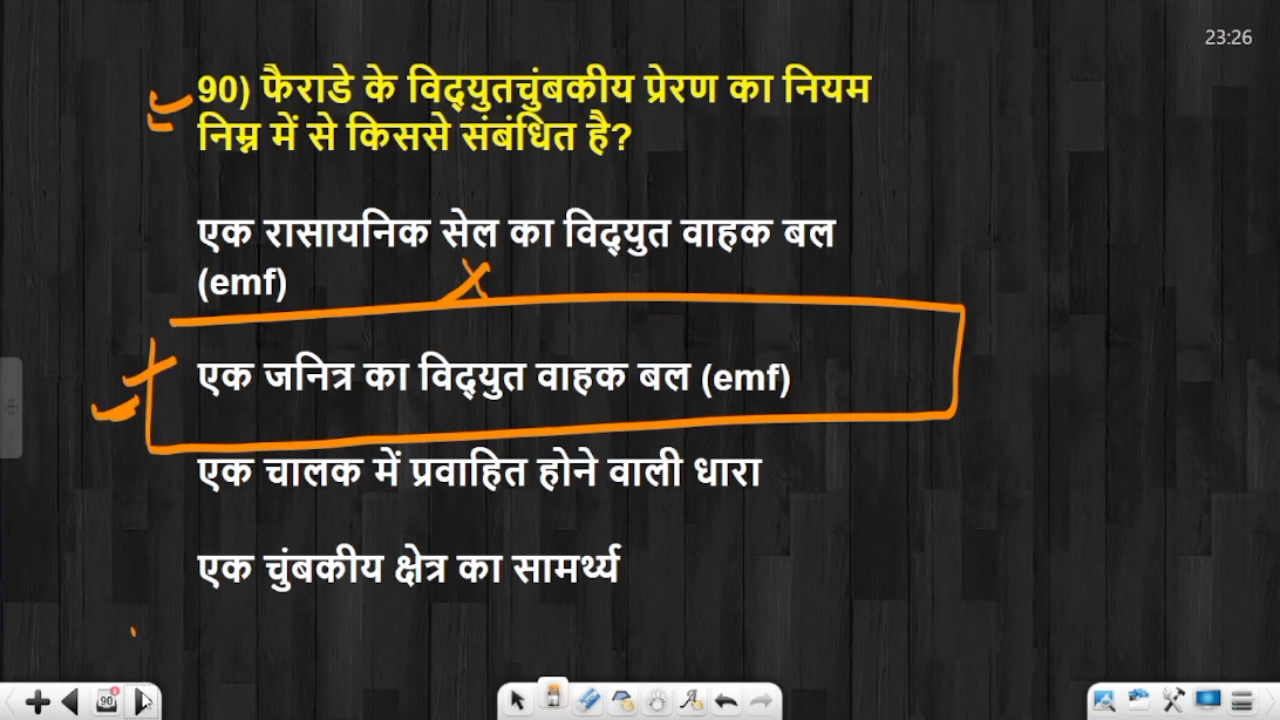 23:26
90) फैराडे के विद्युतचुंबकीय प्रेरण का नियम
निम्न में से किससे संबंधित है?
एक रासायनिक सेल का विद्युत वाहक बल
(emf)
एक जनित्र का विद्युत वाहक बल (emf)
एक चालक में प्रवाहित होने वाली धारा
एक चुंबकीय क्षेत्र का सामर्थ्य
90